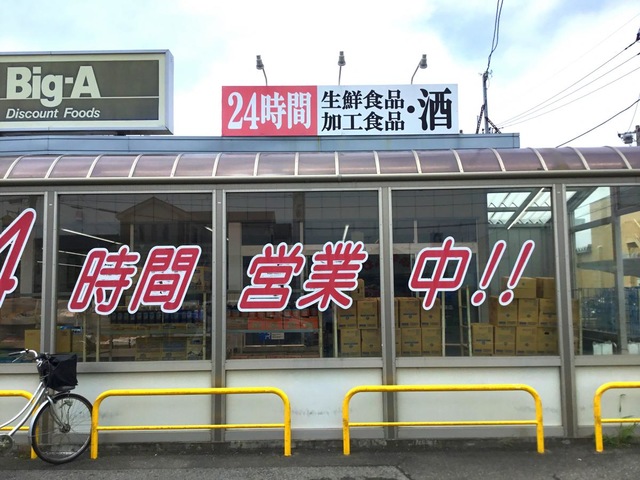 Big-A
Discount Foods
24時間
生鮮食品
加工食品
・酒
4時間営業中!!